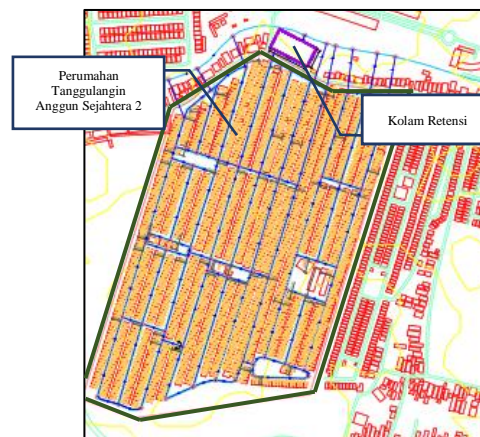 Perumahan
Tanggulangin
Anggun Sejahtera 2
Kolam Retensi